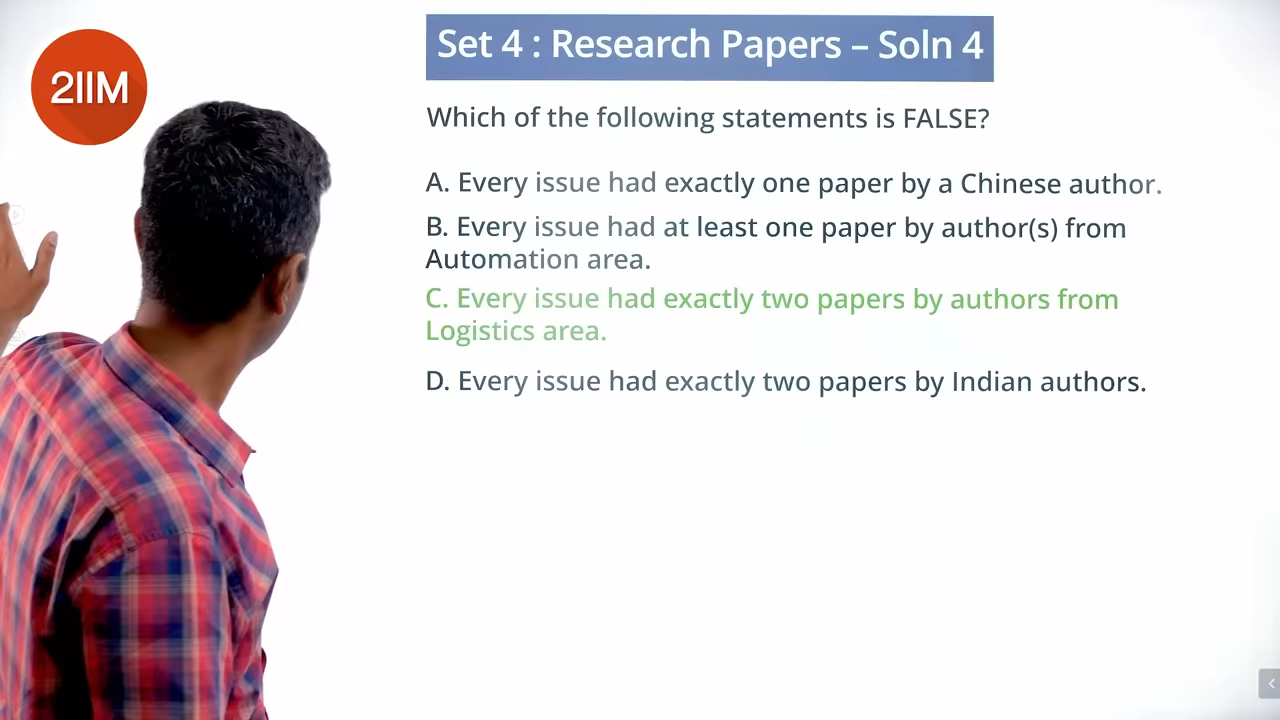 2IIM
Set 4 : Research Papers – Soln 4
Which of the following statements is FALSE?
A. Every issue had exactly one paper by a Chinese author.
B. Every issue had at least one paper by author(s) from
Automation area.
C. Every issue had exactly two papers by authors from
Logistics area.
D. Every issue had exactly two papers by Indian authors.